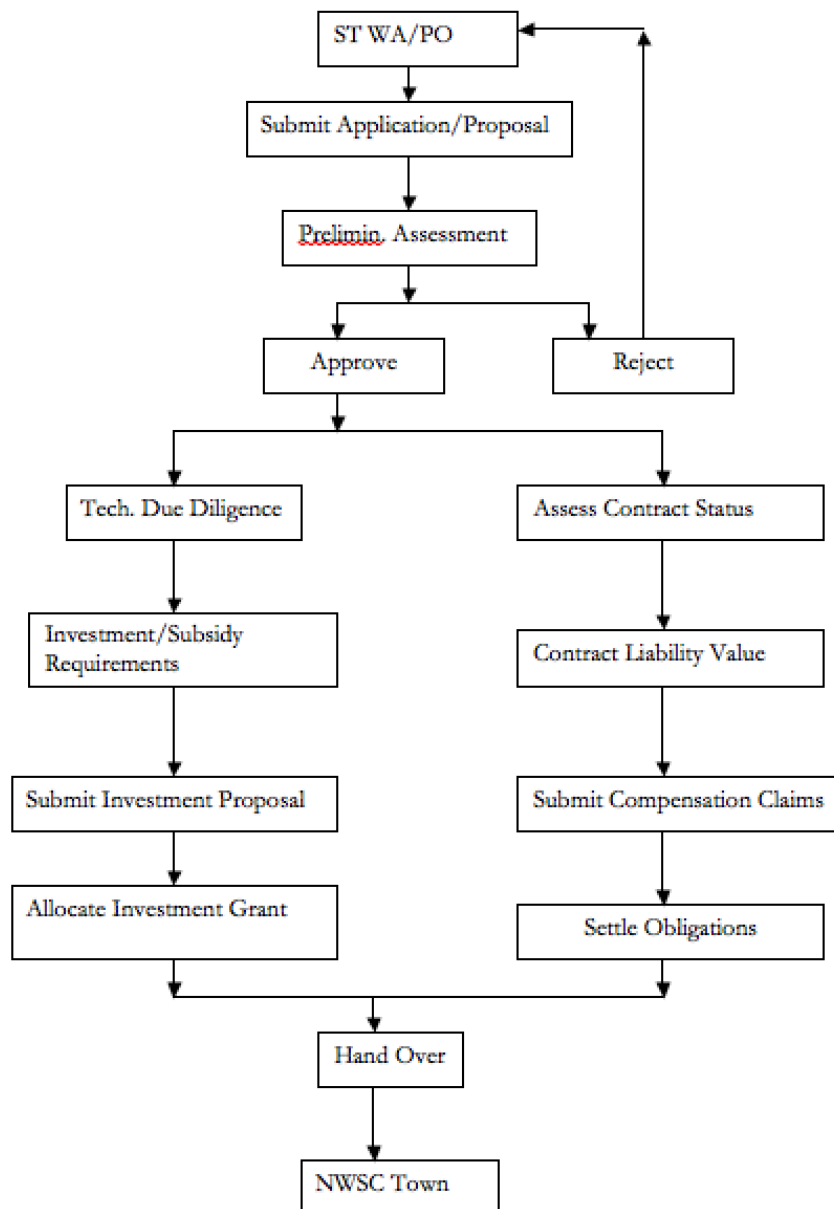 ST WA/PO
Submit Application/Proposal
Prelimin. Assessment
Approve
Reject
Tech. Due Diligence
Assess Contract Status
Investment/Subsidy
Requirements
Contract Liability Value
Submit Investment Proposal
Submit Compensation Claims
Allocate Investment Grant
Settle Obligations
Hand Over
NWSC Town